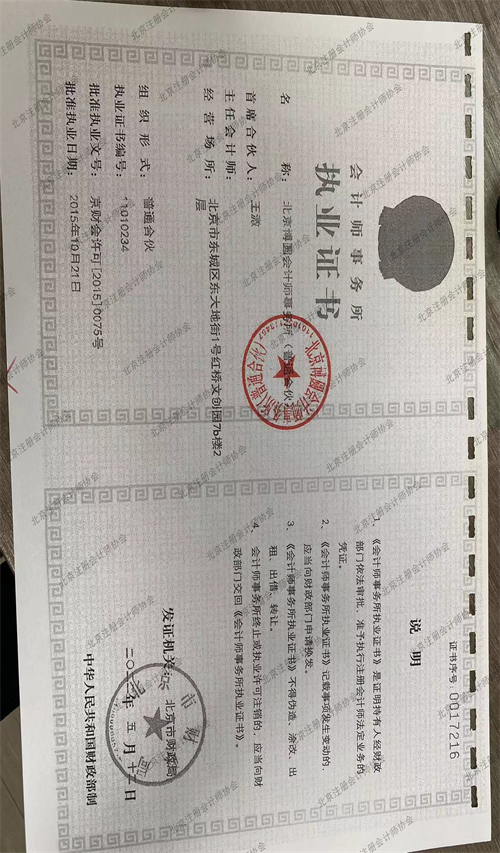 会计师事务所
执业证书
名称：北京博圆会计师事务所（普通合伙）
首席合伙人：王源
主任会计师：
经营场所：北京市东城区东大地街1号红桥文创园7b楼2
层
组织形式：普通合伙
执业证书编号：11010234
批准执业文号：京财会许可[2015]0075号
批准执业日期：2015年10月21日
证书序号：0017216
说明
1、《会计师事务所执业证书》是证明持有人经财政
部门依法审批，准予执行注册会计师法定业务的
凭证。
2、《会计师事务所执业证书》记载事项发生变动的，
应当向财政部门申请换发。
3、《会计师事务所执业证书》不得伪造、涂改、出
租、出借、转让。
4、会计师事务所终止或执业许可注销的，应当向财
政部门交回《会计师事务所执业证书》。
发证机关：北京市财政局
年五月十二日
中华人民共和国财政部制
北京注册会计师协会